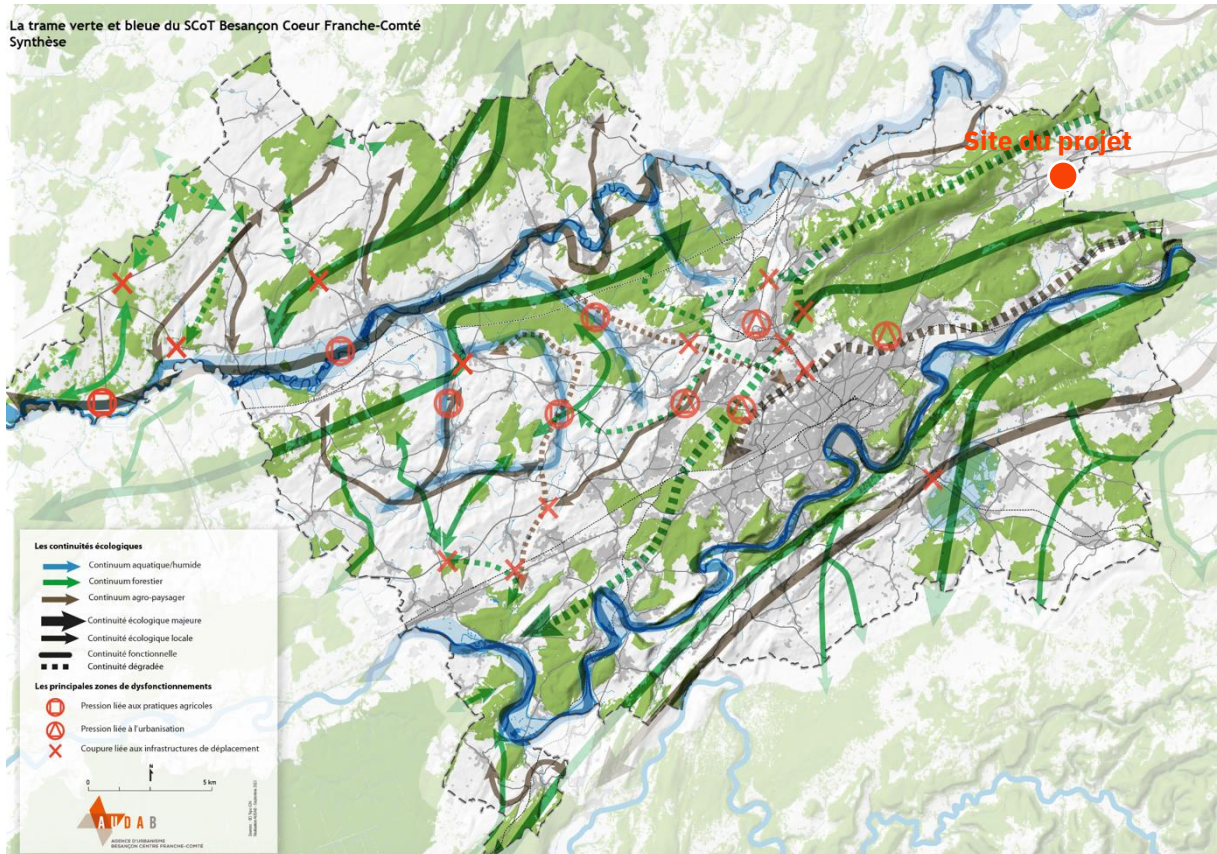 La trame verte et bleue du SCoT Besançon Coeur Franche-Comté
Synthèse
Site du projet
Les continuités écologiques
Continuum aquatique/humide
Continuum forestier
Continuum agro-paysager
Continuité écologique majeure
Continuité écologique locale
Continuité fonctionnelle
Continuité dégradée
Les principales zones de dysfonctionnements
Pression liée aux pratiques agricoles
Pression liée à l'urbanisation
Coupure liée aux infrastructures de déplacement
N
0 5 km
AUDAB
AGENCE D'URBANISME
BESANÇON CENTRE FRANCHE-COMTÉ